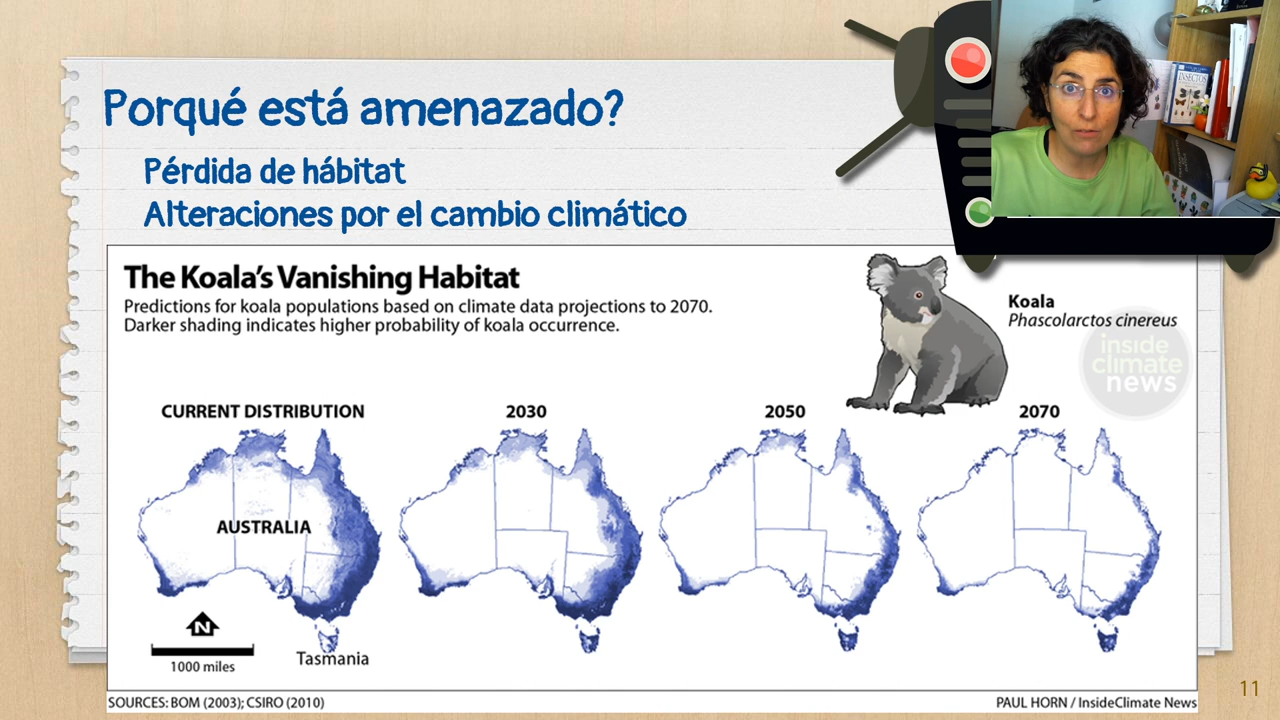 Porqué está amenazado?
Pérdida de hábitat
Alteraciones por el cambio climático
The Koala's Vanishing Habitat
Predictions for koala populations based on climate data projections to 2070.
Darker shading indicates higher probability of koala occurrence.
Koala
Phascolarctos cinereus
inside
climate
news
CURRENT DISTRIBUTION
2030
2050
2070
AUSTRALIA
N
1000 miles
Tasmania
SOURCES: BOM (2003); CSIRO (2010)
PAUL HORN / InsideClimate News
11
INSECTOS